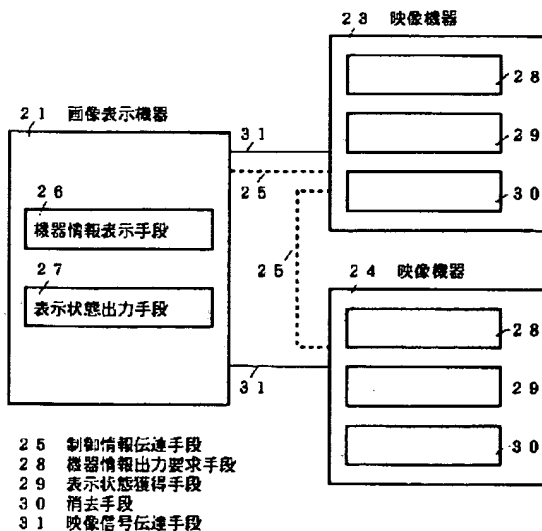 23 映像機器
28
29
30
21 画像表示機器
31
25
26
機器情報表示手段
27
表示状態出力手段
25
24 映像機器
28
29
30
31
25 制御情報伝達手段
28 機器情報出力要求手段
29 表示状態獲得手段
30 消去手段
31 映像信号伝達手段